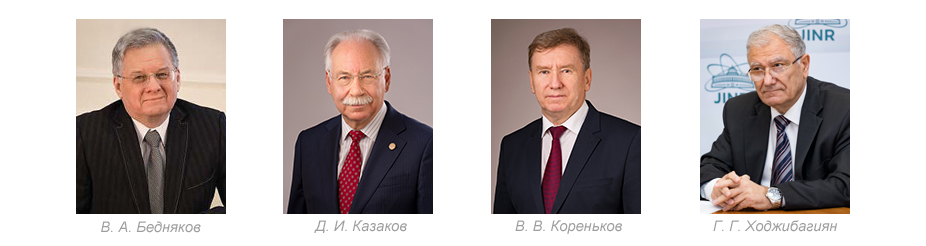 JINR
JINR
В. А. Бедняков
Д. И. Казаков
В. В. Кореньков
Г. Г. Ходжибагиян